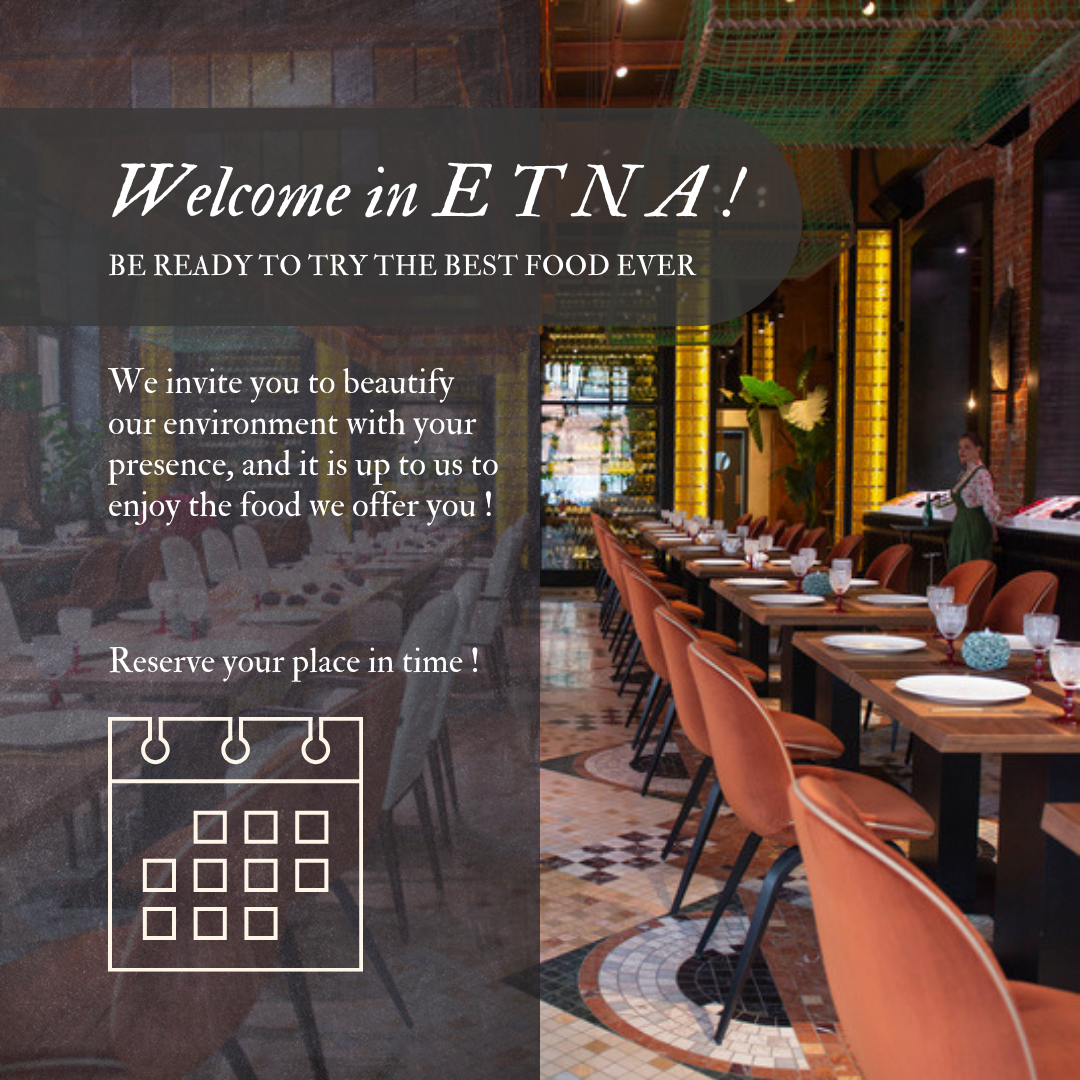 Welcome in ETNA!
BE READY TO TRY THE BEST FOOD EVER
We invite you to beautify
our environment with your
presence, and it is up to us to
enjoy the food we offer you !
Reserve your place in time !